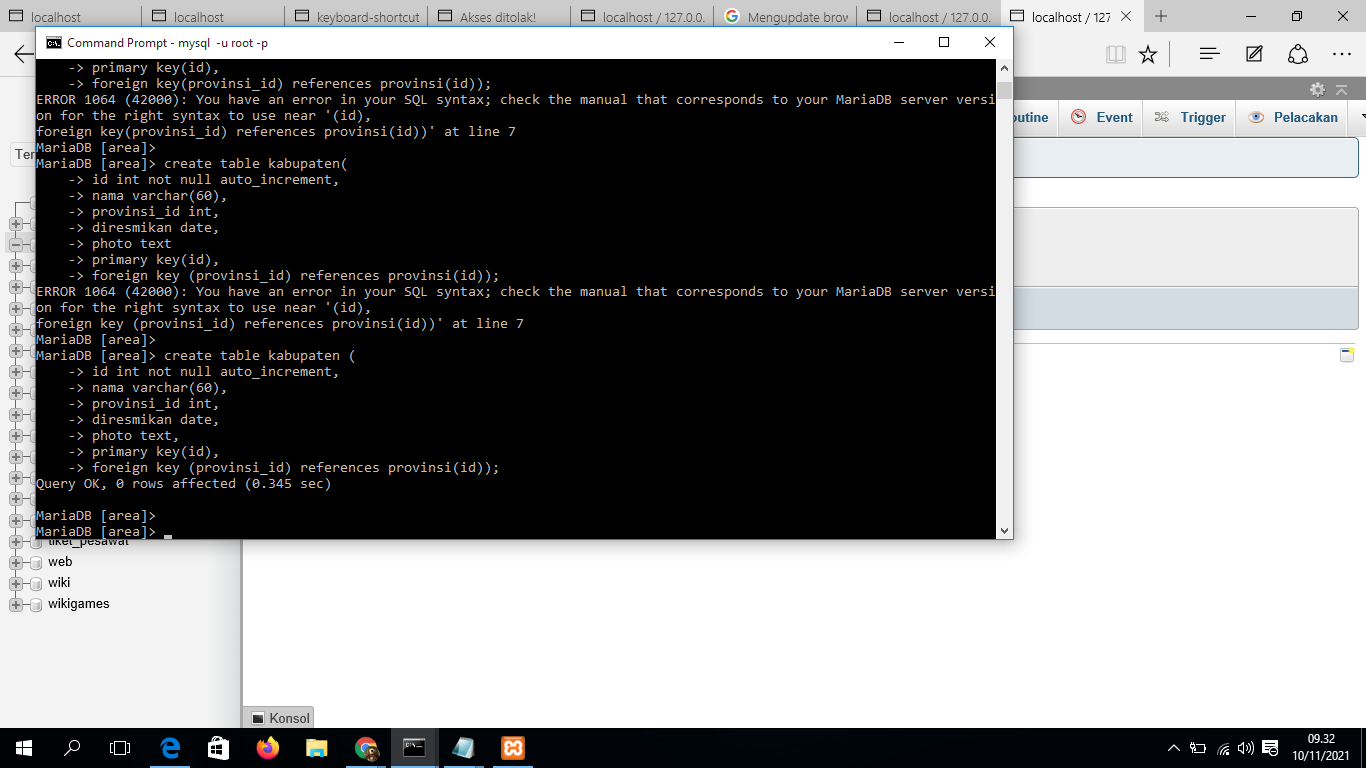 localhost
localhost
keyboard-shortcut
Akses ditolak!
localhost / 127.0.0.
Mengupdate brow
localhost / 127.0.0.
localhost / 127
Command Prompt - mysql  -u root -p
    -> primary key(id),
    -> foreign key(provinsi_id) references provinsi(id));
ERROR 1064 (42000): You have an error in your SQL syntax; check the manual that corresponds to your MariaDB server versi
on for the right syntax to use near '(id),
foreign key(provinsi_id) references provinsi(id))' at line 7
MariaDB [area]>
MariaDB [area]> create table kabupaten(
    -> id int not null auto_increment,
    -> nama varchar(60),
    -> provinsi_id int,
    -> diresmikan date,
    -> photo text
    -> primary key(id),
    -> foreign key (provinsi_id) references provinsi(id));
ERROR 1064 (42000): You have an error in your SQL syntax; check the manual that corresponds to your MariaDB server versi
on for the right syntax to use near '(id),
foreign key (provinsi_id) references provinsi(id))' at line 7
MariaDB [area]>
MariaDB [area]> create table kabupaten (
    -> id int not null auto_increment,
    -> nama varchar(60),
    -> provinsi_id int,
    -> diresmikan date,
    -> photo text,
    -> primary key(id),
    -> foreign key (provinsi_id) references provinsi(id));
Query OK, 0 rows affected (0.345 sec)
MariaDB [area]>
MariaDB [area]>
outine
Event
Trigger
Pelacakan
Ter
tiket_pesawat
web
wiki
wikigames
Konsol
09.32
10/11/2021